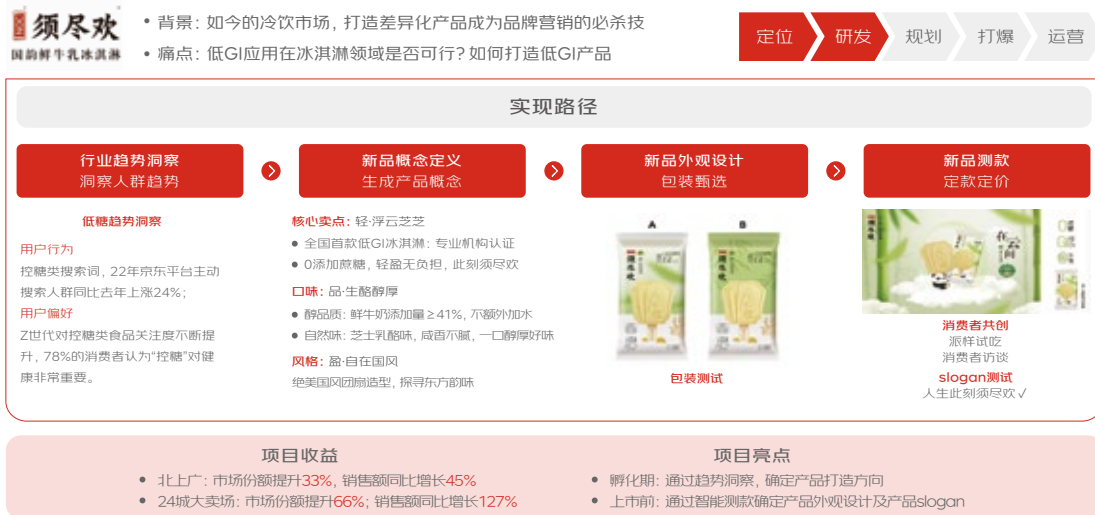 须尽欢
国韵鲜牛乳冰淇淋
• 背景：如今的冷饮市场，打造差异化产品成为品牌营销的必杀技
• 痛点：低GI应用在冰淇淋领域是否可行？如何打造低GI产品
定位
研发
规划
打爆
运营
实现路径
行业趋势洞察
洞察人群趋势
新品概念定义
生成产品概念
新品外观设计
包装甄选
新品测款
定款定价
低糖趋势洞察
用户行为
控糖类搜索词，22年京东平台主动
搜索人群同比去年上涨24%；
用户偏好
Z世代对控糖类食品关注度不断提
升，78%的消费者认为“控糖”对健
康非常重要。
核心卖点：轻·浮云芝芝
• 全国首款低GI冰淇淋：专业机构认证
• 0添加蔗糖，轻盈无负担，此刻须尽欢
口味：品·生酪醇厚
• 醇品质：鲜牛奶添加量≥41%，不额外加水
• 自然味：芝士乳酪味，咸香不腻，一口醇厚好味
风格：盈·自在国风
绝美国风团扇造型，探寻东方韵味
A
B
须尽欢
须尽欢
包装测试
须尽欢
在云间
消费者共创
派样试吃
消费者访谈
slogan测试
人生此刻须尽欢√
项目收益
• 北上广：市场份额提升33%，销售额同比增长45%
• 24城大卖场：市场份额提升66%；销售额同比增长127%
项目亮点
• 孵化期：通过趋势洞察，确定产品打造方向
• 上市前：通过智能测款确定产品外观设计及产品slogan